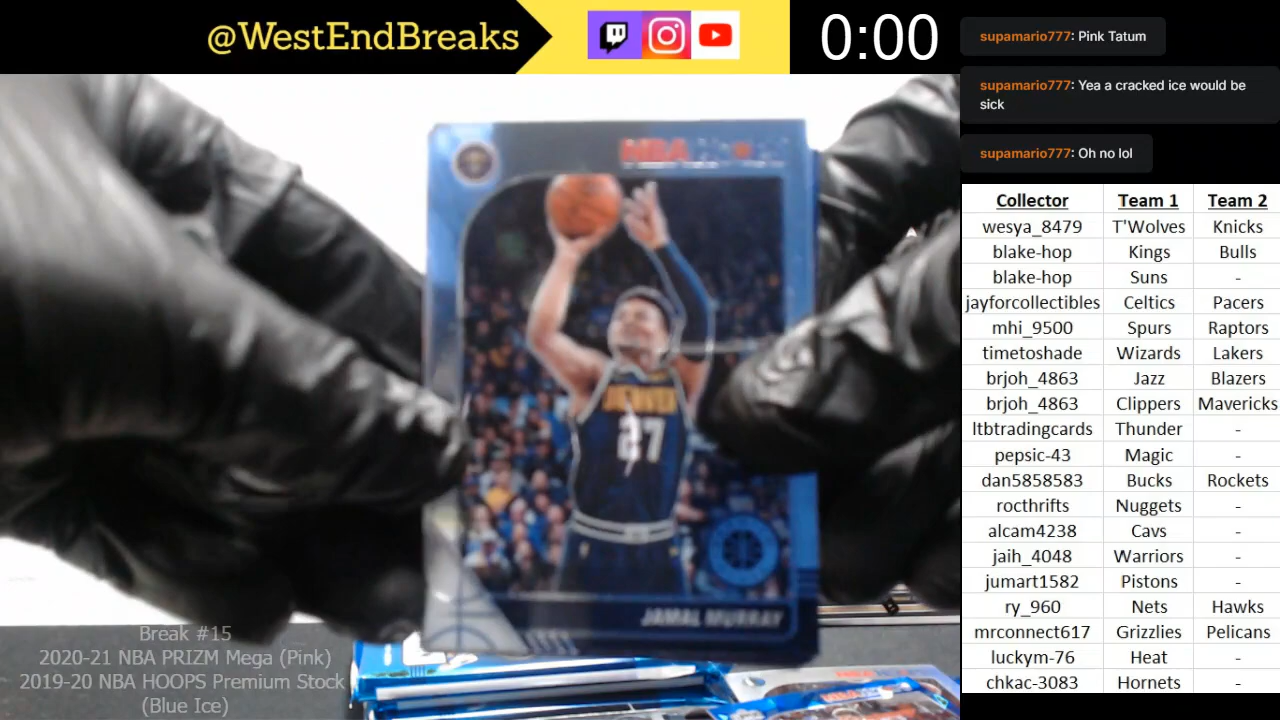 @WestEndBreaks
0:00
supamario777: Pink Tatum
supamario777: Yea a cracked ice would be
sick
supamario777: Oh no lol
NBA
DENVER
27
JAMAL MURRAY
Collector Team 1 Team 2
wesya_8479 T'Wolves Knicks
blake-hop Kings Bulls
blake-hop Suns -
jayforcollectibles Celtics Pacers
mhi_9500 Spurs Raptors
timetoshade Wizards Lakers
brjoh_4863 Jazz Blazers
brjoh_4863 Clippers Mavericks
ltbtradingcards Thunder -
pepsic-43 Magic -
dan5858583 Bucks Rockets
rocthrifts Nuggets -
alcam4238 Cavs -
jaih_4048 Warriors -
jumart1582 Pistons -
ry_960 Nets Hawks
mrconnect617 Grizzlies Pelicans
luckym-76 Heat -
chkac-3083 Hornets -
Break #15
2020-21 NBA PRIZM Mega (Pink)
2019-20 NBA HOOPS Premium Stock
(Blue Ice)